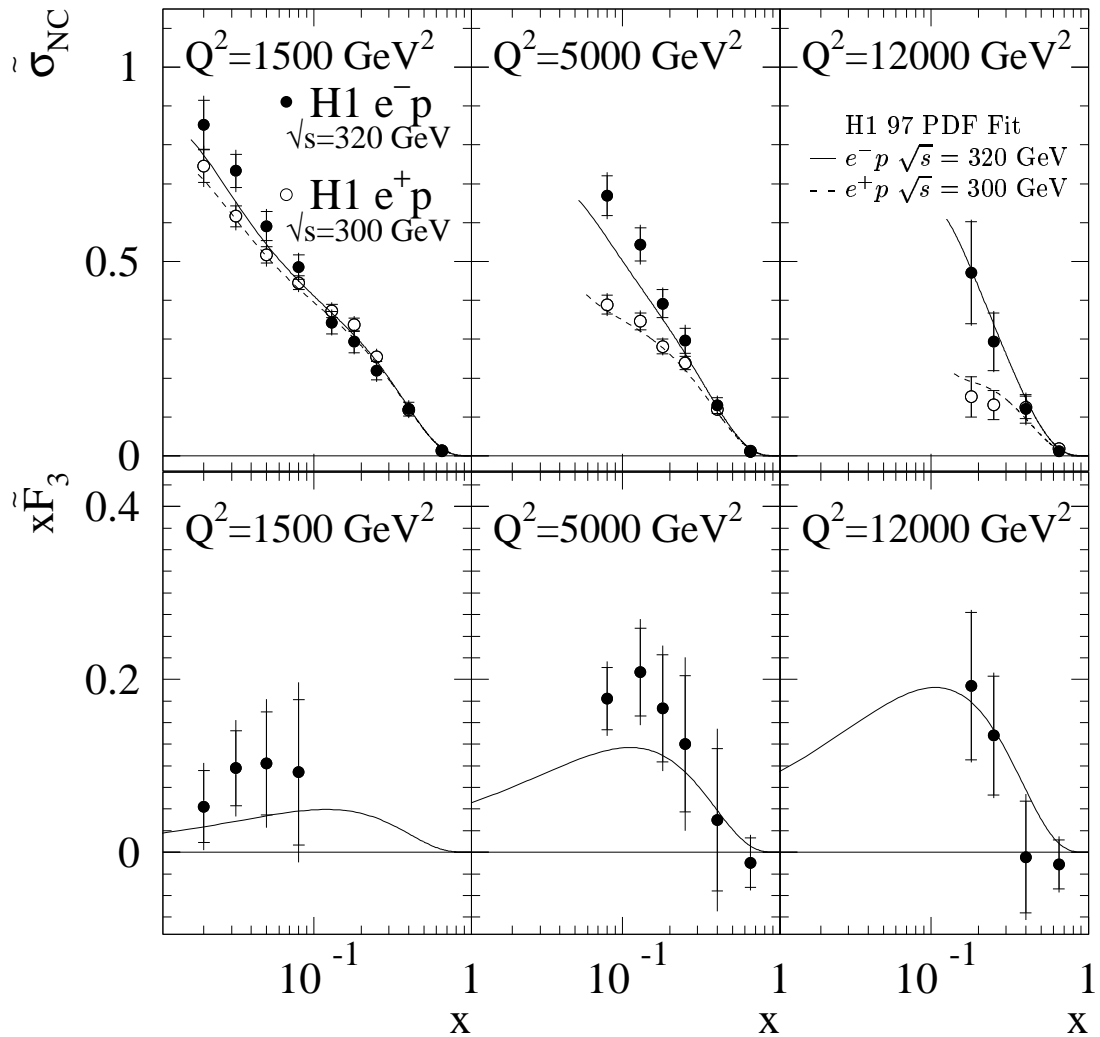 σ̃NC
Q²=1500 GeV²
Q²=5000 GeV²
Q²=12000 GeV²
1
H1 e⁻p
√s=320 GeV
H1 e⁺p
√s=300 GeV
H1 97 PDF Fit
e⁻p √s = 320 GeV
e⁺p √s = 300 GeV
0.5
0
xF̃₃
Q²=1500 GeV²
Q²=5000 GeV²
Q²=12000 GeV²
0.4
0.2
0
10⁻¹ 1 10⁻¹ 1 10⁻¹ 1
x x x